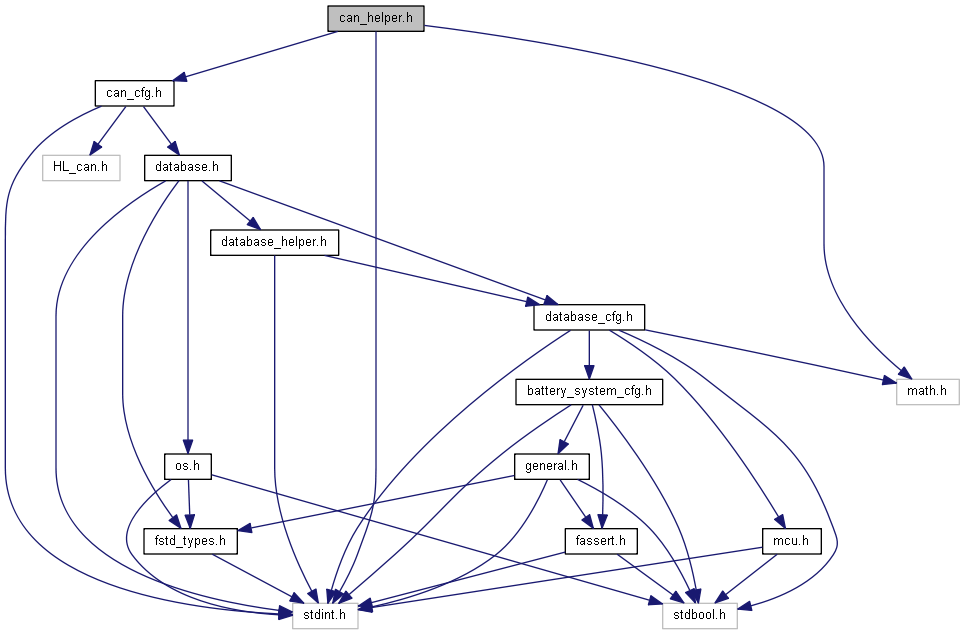 can_helper.h
can_cfg.h
HL_can.h
database.h
database_helper.h
database_cfg.h
battery_system_cfg.h
math.h
os.h
general.h
fstd_types.h
fassert.h
mcu.h
stdint.h
stdbool.h